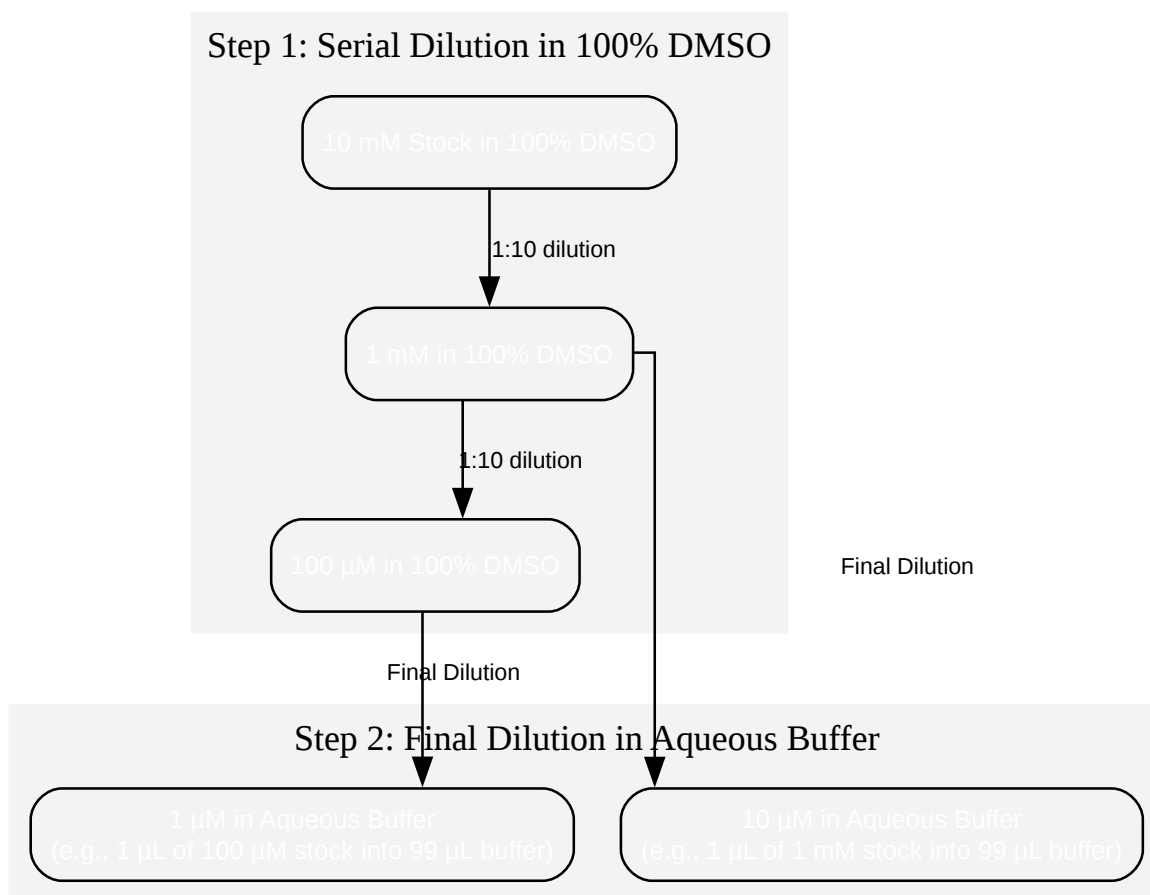 Step 1: Serial Dilution in 100% DMSO
10 mM Stock in 100% DMSO
1:10 dilution
1 mM in 100% DMSO
1:10 dilution
100 µM in 100% DMSO
Final Dilution
Final Dilution
Step 2: Final Dilution in Aqueous Buffer
1 µM in Aqueous Buffer
(e.g., 1 µL of 100 µM stock into 99 µL buffer)
10 µM in Aqueous Buffer
(e.g., 1 µL of 1 mM stock into 99 µL buffer)